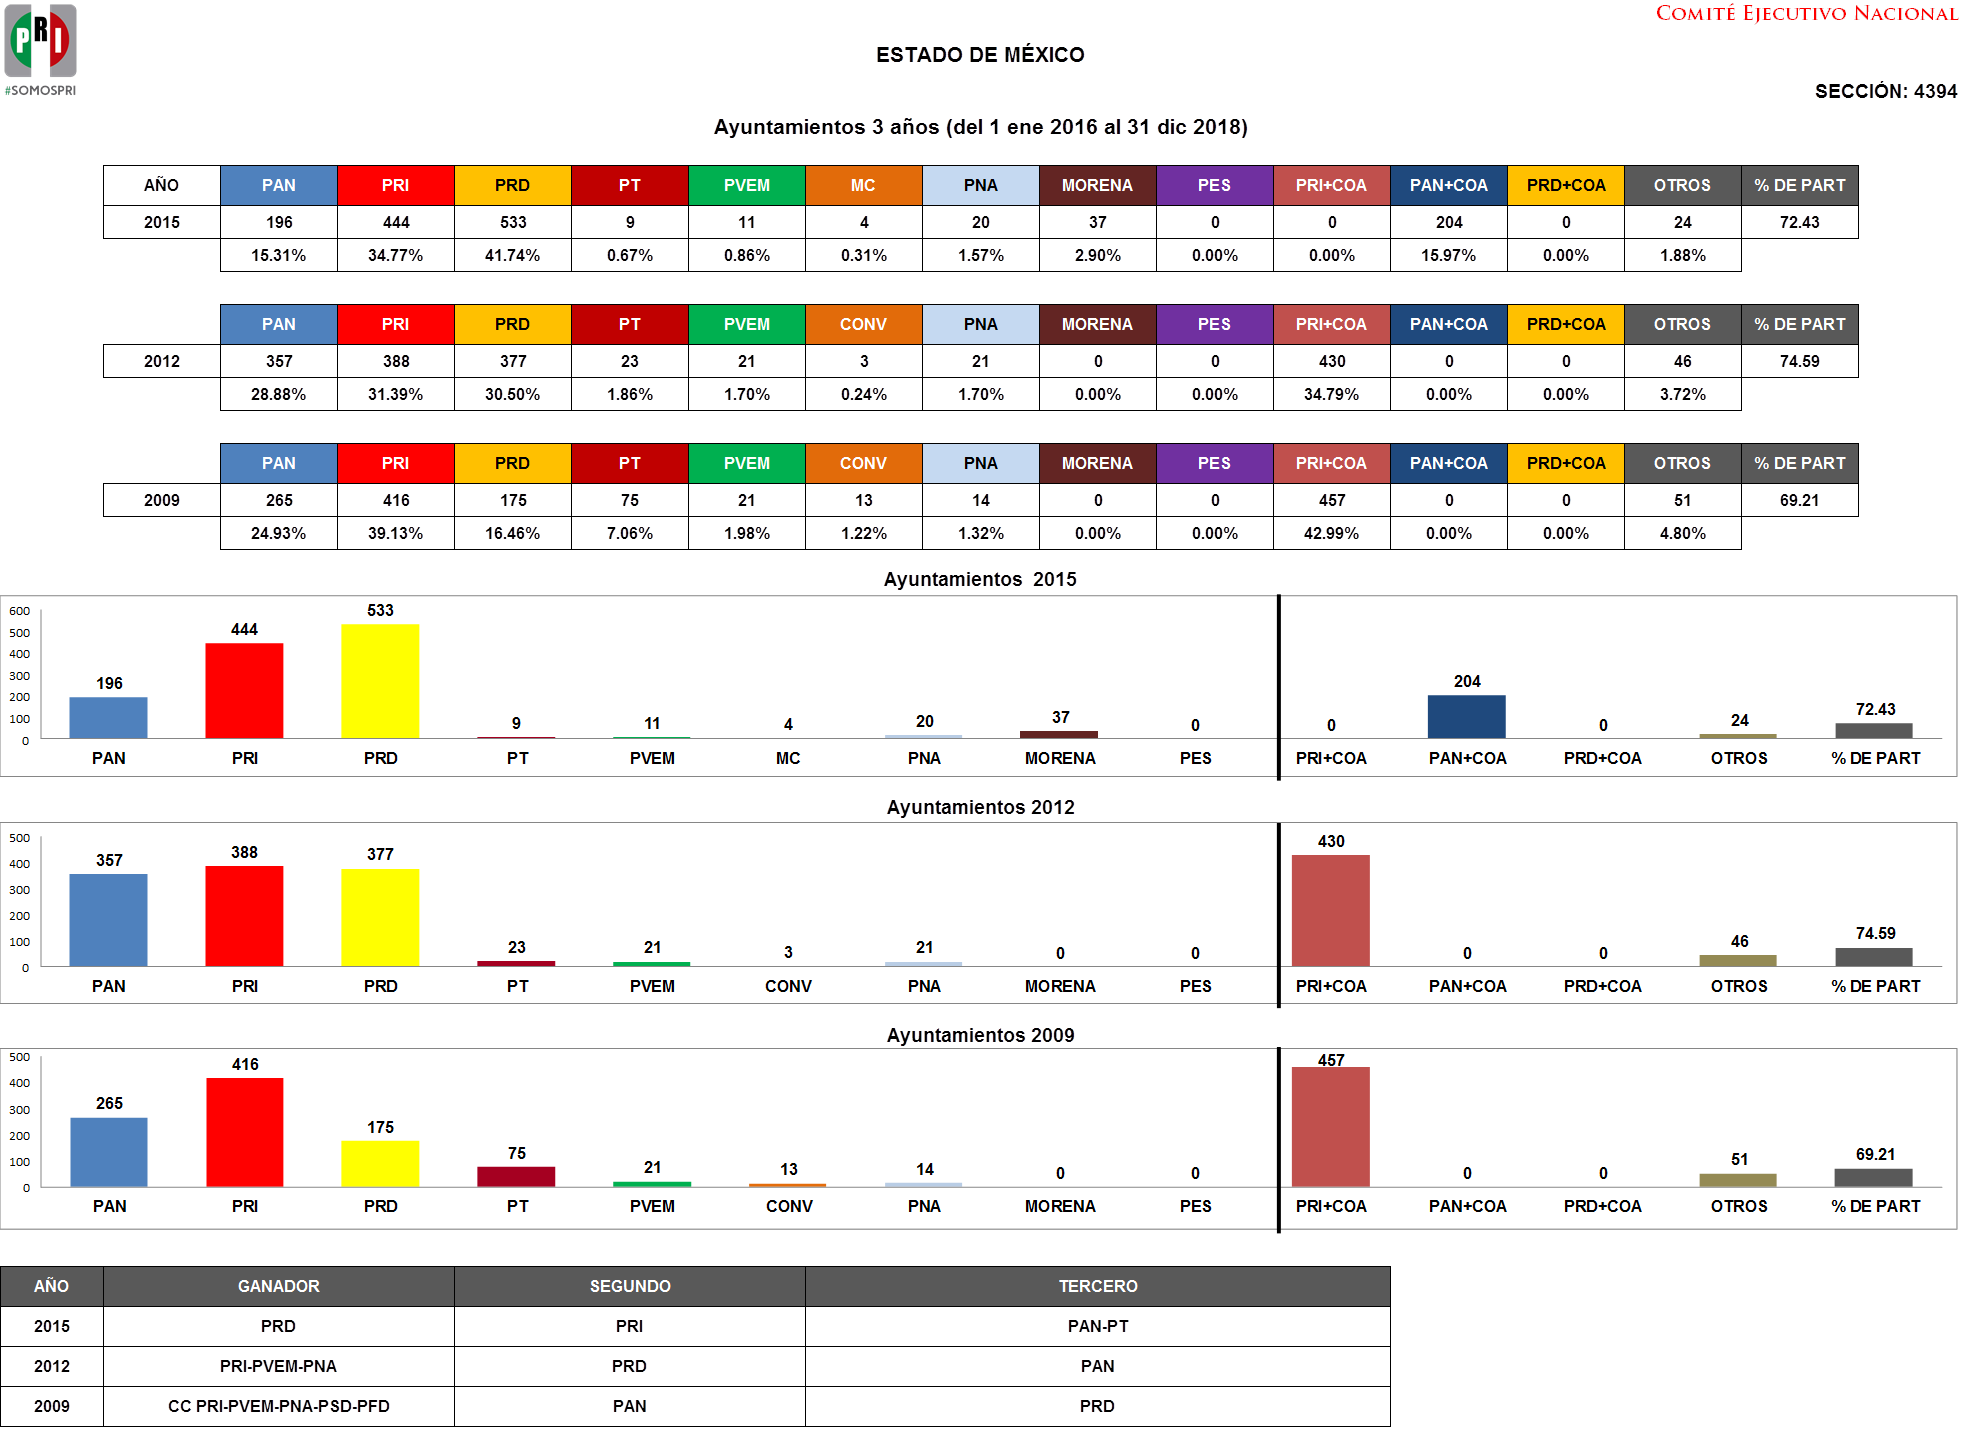 PRI
#SOMOSPRI
COMITÉ EJECUTIVO NACIONAL
ESTADO DE MÉXICO
SECCIÓN: 4394
Ayuntamientos 3 años (del 1 ene 2016 al 31 dic 2018)
AÑO PAN PRI PRD PT PVEM MC PNA MORENA PES PRI+COA PAN+COA PRD+COA OTROS % DE PART
2015 196 444 533 9 11 4 20 37 0 0 204 0 24 72.43
15.31% 34.77% 41.74% 0.67% 0.86% 0.31% 1.57% 2.90% 0.00% 0.00% 15.97% 0.00% 1.88%
PAN PRI PRD PT PVEM CONV PNA MORENA PES PRI+COA PAN+COA PRD+COA OTROS % DE PART
2012 357 388 377 23 21 3 21 0 0 430 0 0 46 74.59
28.88% 31.39% 30.50% 1.86% 1.70% 0.24% 1.70% 0.00% 0.00% 34.79% 0.00% 0.00% 3.72%
PAN PRI PRD PT PVEM CONV PNA MORENA PES PRI+COA PAN+COA PRD+COA OTROS % DE PART
2009 265 416 175 75 21 13 14 0 0 457 0 0 51 69.21
24.93% 39.13% 16.46% 7.06% 1.98% 1.22% 1.32% 0.00% 0.00% 42.99% 0.00% 0.00% 4.80%
Ayuntamientos 2015
600
500
400
300
200
100
0
196 444 533 9 11 4 20 37 0 0 204 0 24 72.43
PAN PRI PRD PT PVEM MC PNA MORENA PES PRI+COA PAN+COA PRD+COA OTROS % DE PART
Ayuntamientos 2012
500
400
300
200
100
0
357 388 377 23 21 3 21 0 0 430 0 0 46 74.59
PAN PRI PRD PT PVEM CONV PNA MORENA PES PRI+COA PAN+COA PRD+COA OTROS % DE PART
Ayuntamientos 2009
500
400
300
200
100
0
265 416 175 75 21 13 14 0 0 457 0 0 51 69.21
PAN PRI PRD PT PVEM CONV PNA MORENA PES PRI+COA PAN+COA PRD+COA OTROS % DE PART
AÑO GANADOR SEGUNDO TERCERO
2015 PRD PRI PAN-PT
2012 PRI-PVEM-PNA PRD PAN
2009 CC PRI-PVEM-PNA-PSD-PFD PAN PRD